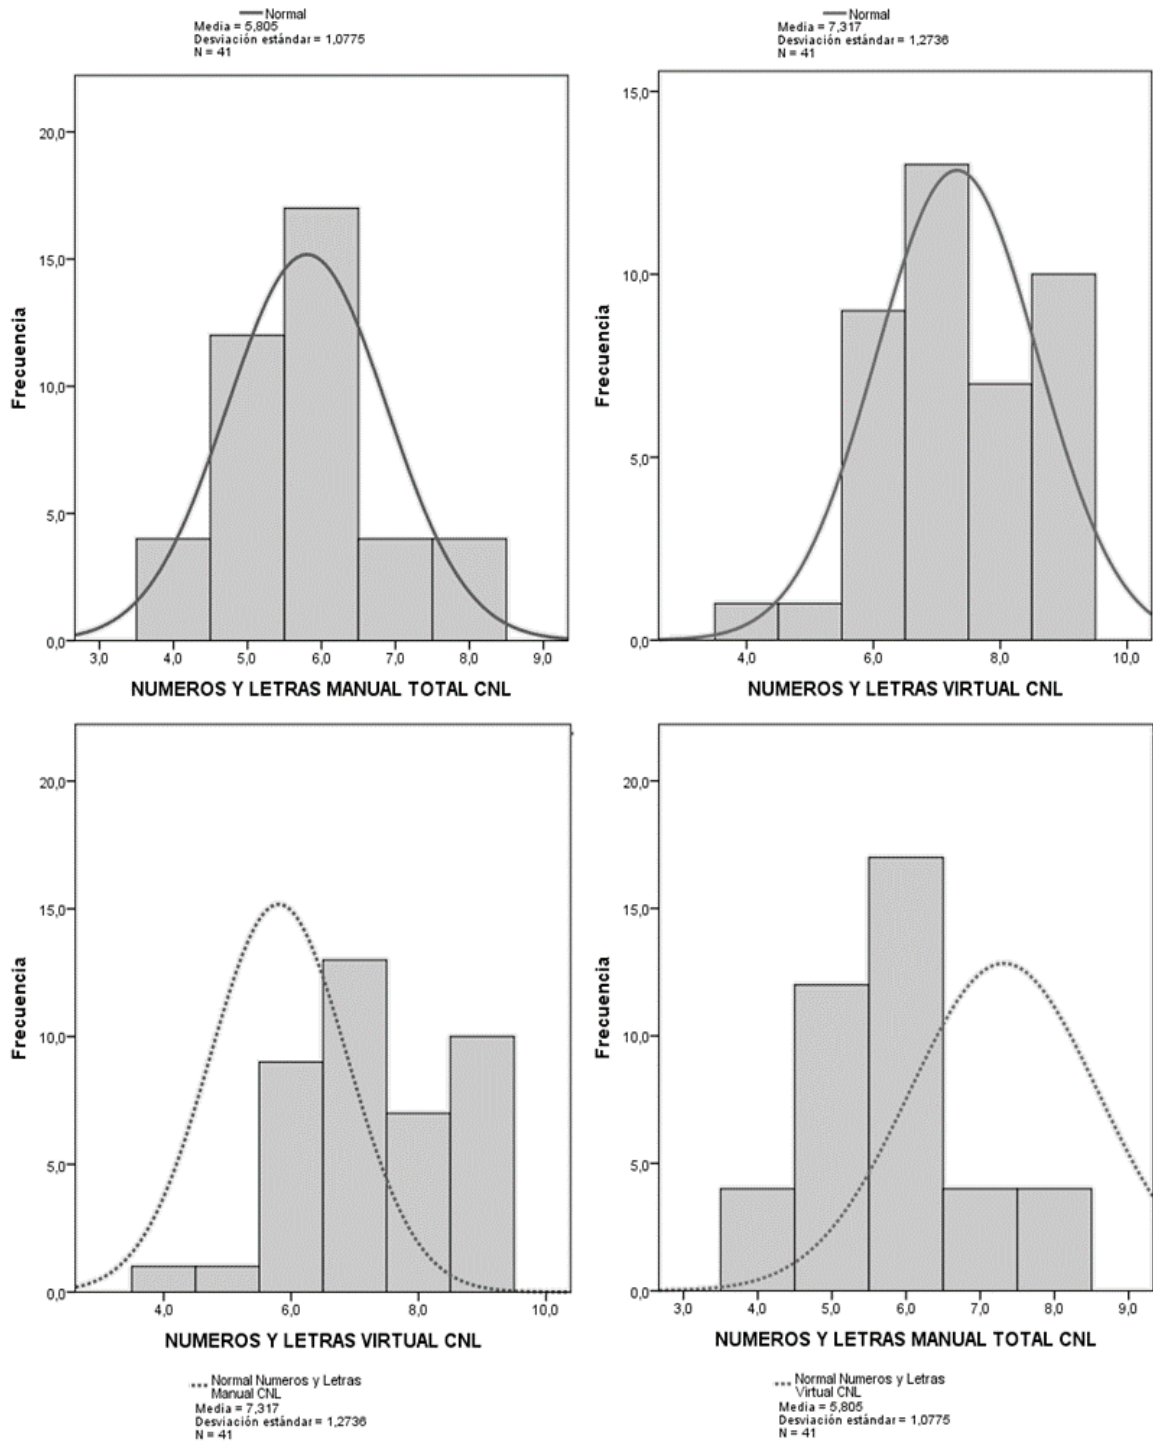 Normal
Media = 5,805
Desviación estándar = 1,0775
N = 41
20,0
15,0
10,0
5,0
0,0
Frecuencia
3,0 4,0 5,0 6,0 7,0 8,0 9,0
NUMEROS Y LETRAS MANUAL TOTAL CNL
Normal
Media = 7,317
Desviación estándar = 1,2736
N = 41
15,0
10,0
5,0
0,0
Frecuencia
4,0 6,0 8,0 10,0
NUMEROS Y LETRAS VIRTUAL CNL
20,0
15,0
10,0
5,0
0,0
Frecuencia
4,0 6,0 8,0 10,0
NUMEROS Y LETRAS VIRTUAL CNL
Normal Numeros y Letras
Manual CNL
Media = 7,317
Desviación estándar = 1,2736
N = 41
20,0
15,0
10,0
5,0
0,0
Frecuencia
3,0 4,0 5,0 6,0 7,0 8,0 9,0
NUMEROS Y LETRAS MANUAL TOTAL CNL
Normal Numeros y Letras
Virtual CNL
Media = 5,805
Desviación estándar = 1,0775
N = 41